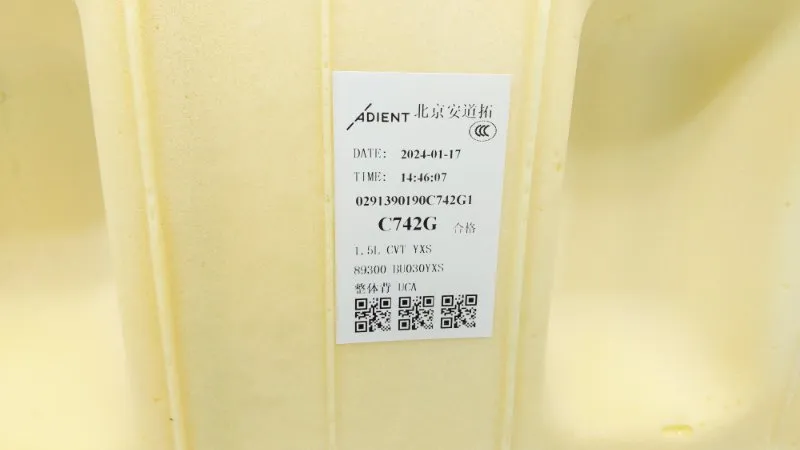 ADIENT 北京安道拓
CCC
DATE: 2024-01-17
TIME: 14:46:07
0291390190C742G1
C742G 合格
1.5L CVT YXS
89300 BU030YXS
整体背 UCA